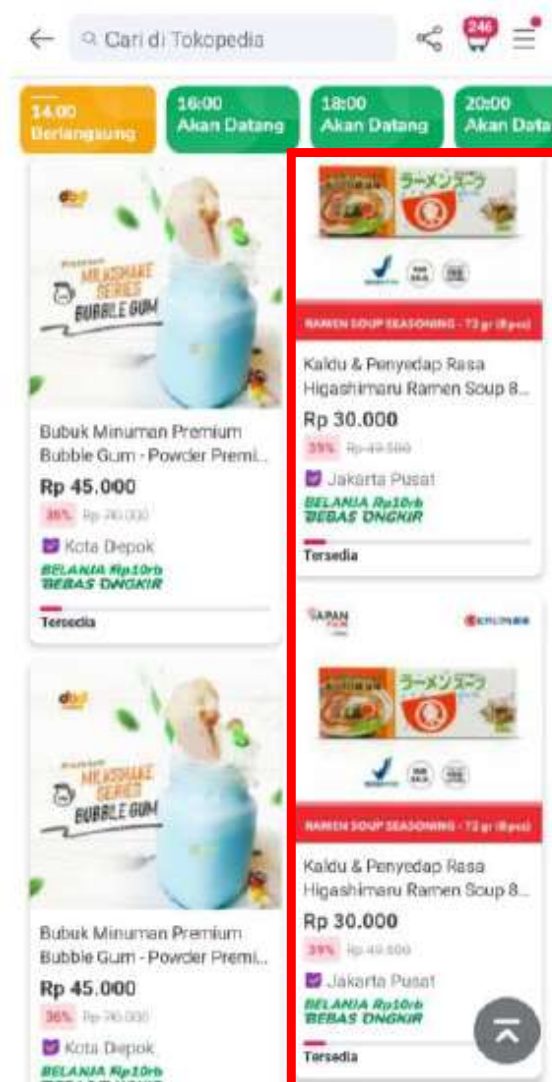 Cari di Tokopedia
246
14.00
Berlangsung
16:00
Akan Datang
18:00
Akan Datang
20:00
Akan Data
MILKSHAKE
SERIES
BUBBLE GUM
Bubuk Minuman Premium
Bubble Gum - Powder Premi...
Rp 45.000
36%
Kota Depok
BELANJA Rp10rb
BEBAS ONGKIR
Tersedia
ラーメンスープ
RAMEN SOUP SEASONING - 72 gr (8 pcs)
Kaldu & Penyedap Rasa
Higashimaru Ramen Soup 8...
Rp 30.000
39%
Jakarta Pusat
BELANJA Rp10rb
BEBAS ONGKIR
Tersedia
MILKSHAKE
SERIES
BUBBLE GUM
Bubuk Minuman Premium
Bubble Gum - Powder Premi...
Rp 45.000
36%
Kota Depok
BELANJA Rp10rb
JAPAN
ラーメンスープ
RAMEN SOUP SEASONING - 72 gr (8 pcs)
Kaldu & Penyedap Rasa
Higashimaru Ramen Soup 8...
Rp 30.000
39%
Jakarta Pusat
BELANJA Rp10rb
BEBAS ONGKIR
Tersedia